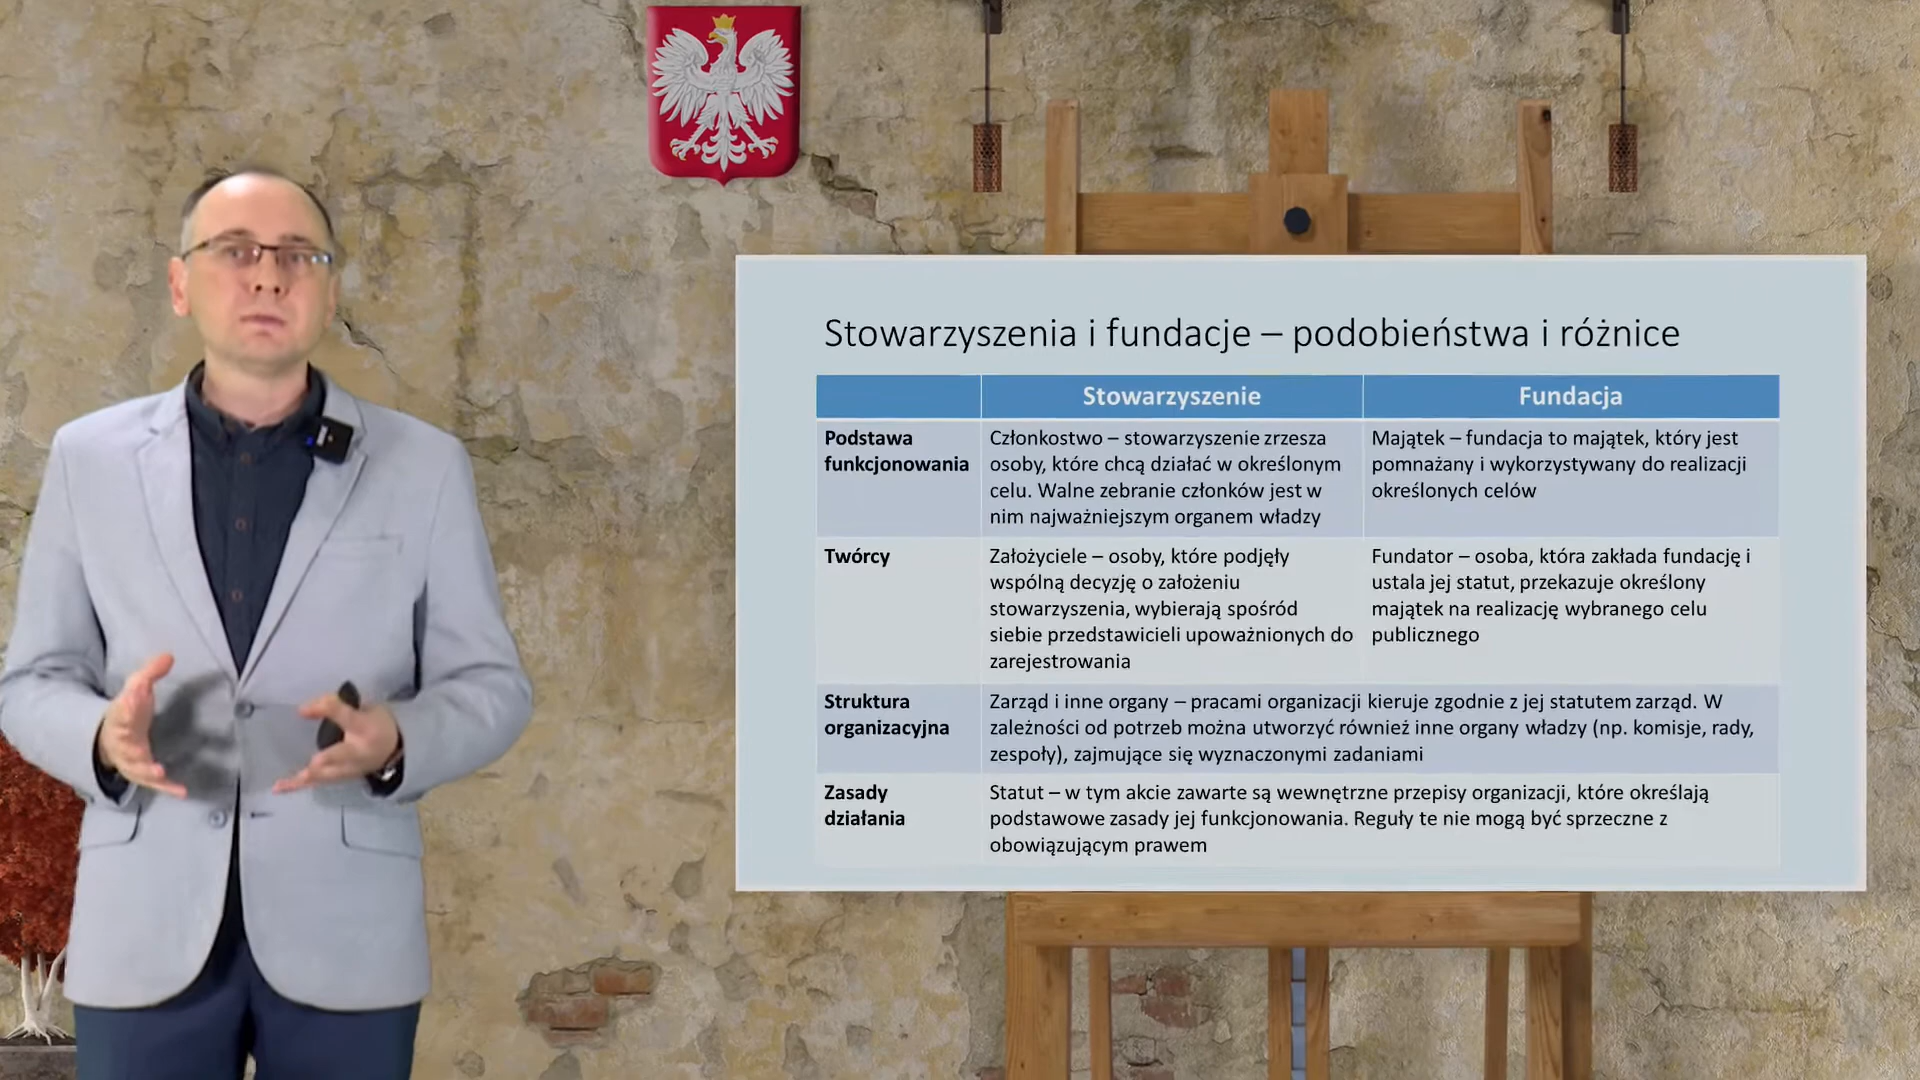 Stowarzyszenia i fundacje – podobieństwa i różnice
Stowarzyszenie
Fundacja
Podstawa
funkcjonowania
Członkostwo – stowarzyszenie zrzesza
osoby, które chcą działać w określonym
celu. Walne zebranie członków jest w
nim najważniejszym organem władzy
Majątek – fundacja to majątek, który jest
pomnażany i wykorzystywany do realizacji
określonych celów
Twórcy
Założyciele – osoby, które podjęły
wspólną decyzję o założeniu
stowarzyszenia, wybierają spośród
siebie przedstawicieli upoważnionych do
zarejestrowania
Fundator – osoba, która zakłada fundację i
ustala jej statut, przekazuje określony
majątek na realizację wybranego celu
publicznego
Struktura
organizacyjna
Zarząd i inne organy – pracami organizacji kieruje zgodnie z jej statutem zarząd. W
zależności od potrzeb można utworzyć również inne organy władzy (np. komisje, rady,
zespoły), zajmujące się wyznaczonymi zadaniami
Zasady
działania
Statut – w tym akcie zawarte są wewnętrzne przepisy organizacji, które określają
podstawowe zasady jej funkcjonowania. Reguły te nie mogą być sprzeczne z
obowiązującym prawem